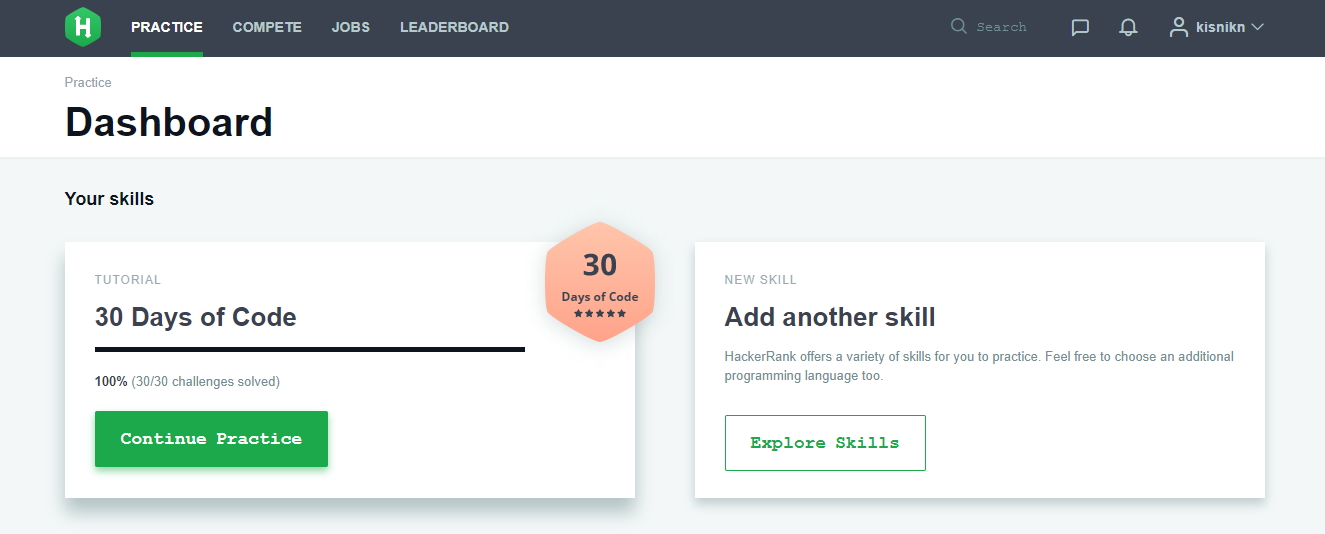 H PRACTICE COMPETE JOBS LEADERBOARD Search kisnikn
Practice
Dashboard
Your skills
TUTORIAL
30 Days of Code
100% (30/30 challenges solved)
Continue Practice
30
Days of Code
NEW SKILL
Add another skill
HackerRank offers a variety of skills for you to practice. Feel free to choose an additional
programming language too.
Explore Skills